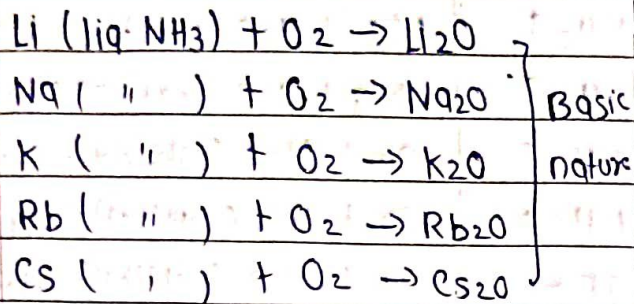 Li (liq. NH3) + O2 → Li2O
Na ( " ) + O2 → Na2O Basic
K ( " ) + O2 → K2O nature
Rb ( " ) + O2 → Rb2O
Cs ( , ) + O2 → Cs2O